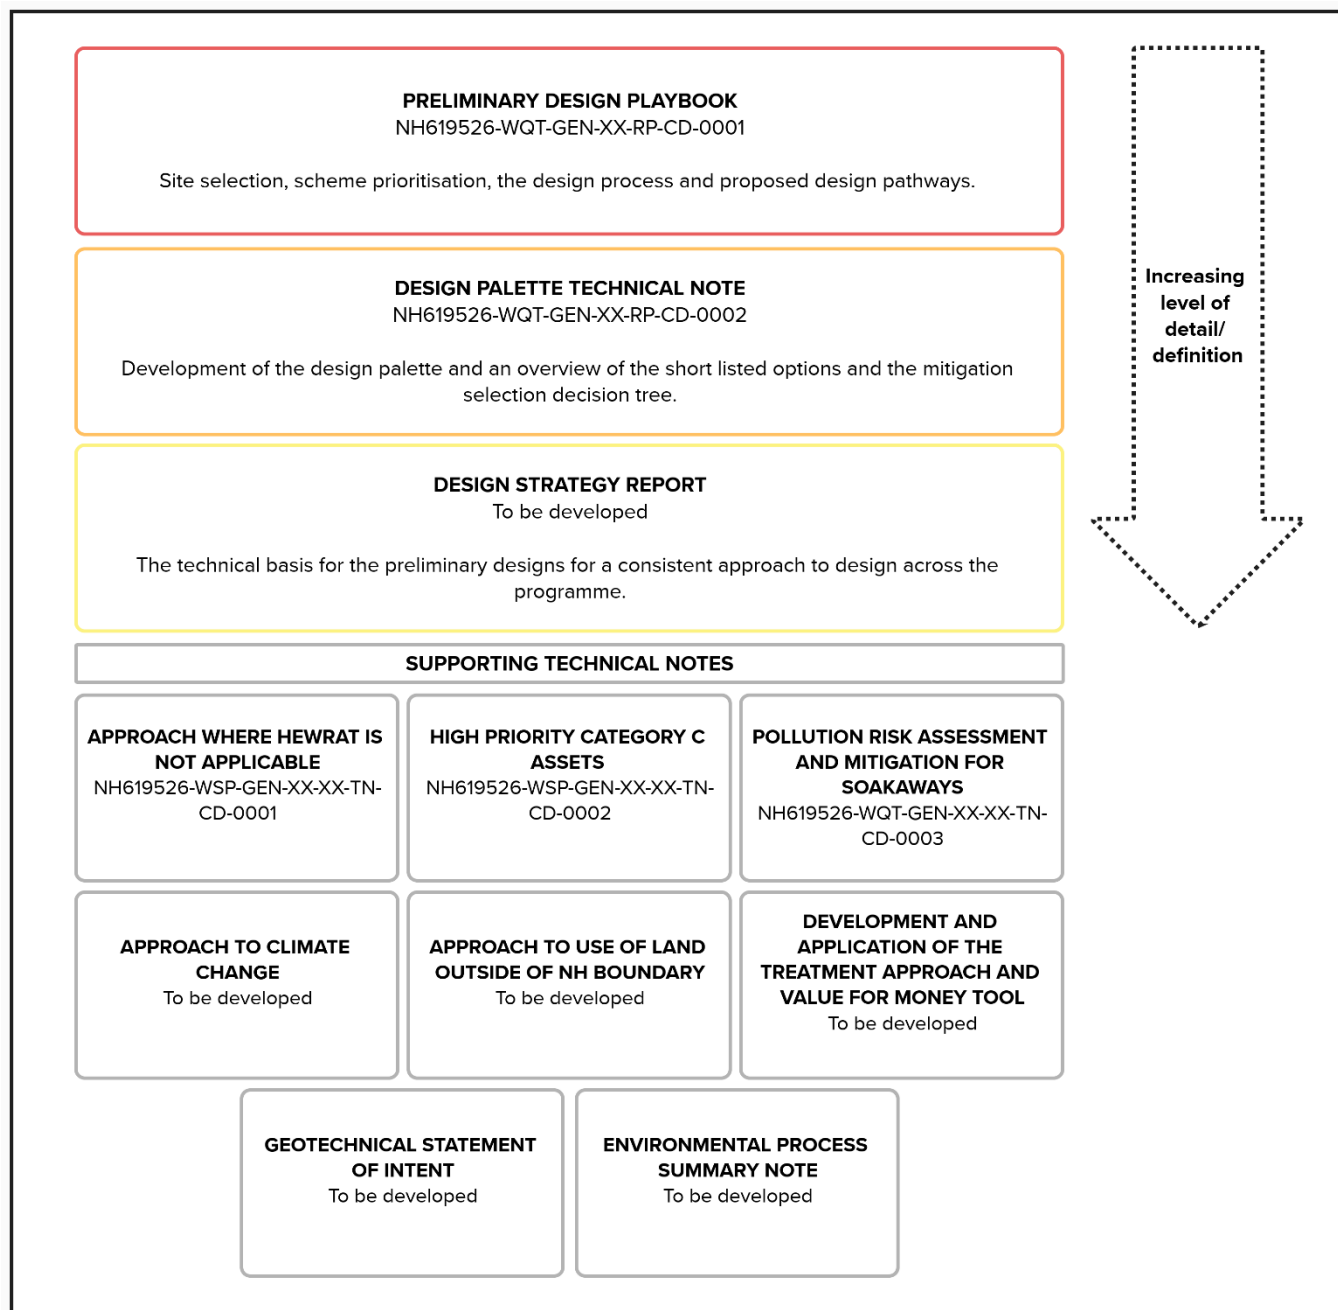 PRELIMINARY DESIGN PLAYBOOK
NH619526-WQT-GEN-XX-RP-CD-0001
Site selection, scheme prioritisation, the design process and proposed design pathways.
DESIGN PALETTE TECHNICAL NOTE
NH619526-WQT-GEN-XX-RP-CD-0002
Development of the design palette and an overview of the short listed options and the mitigation
selection decision tree.
DESIGN STRATEGY REPORT
To be developed
The technical basis for the preliminary designs for a consistent approach to design across the
programme.
Increasing
level of
detail/
definition
SUPPORTING TECHNICAL NOTES
APPROACH WHERE HEWRAT IS
NOT APPLICABLE
NH619526-WSP-GEN-XX-XX-TN-
CD-0001
HIGH PRIORITY CATEGORY C
ASSETS
NH619526-WSP-GEN-XX-XX-TN-
CD-0002
POLLUTION RISK ASSESSMENT
AND MITIGATION FOR
SOAKAWAYS
NH619526-WQT-GEN-XX-XX-TN-
CD-0003
APPROACH TO CLIMATE
CHANGE
To be developed
APPROACH TO USE OF LAND
OUTSIDE OF NH BOUNDARY
To be developed
DEVELOPMENT AND
APPLICATION OF THE
TREATMENT APPROACH AND
VALUE FOR MONEY TOOL
To be developed
GEOTECHNICAL STATEMENT
OF INTENT
To be developed
ENVIRONMENTAL PROCESS
SUMMARY NOTE
To be developed